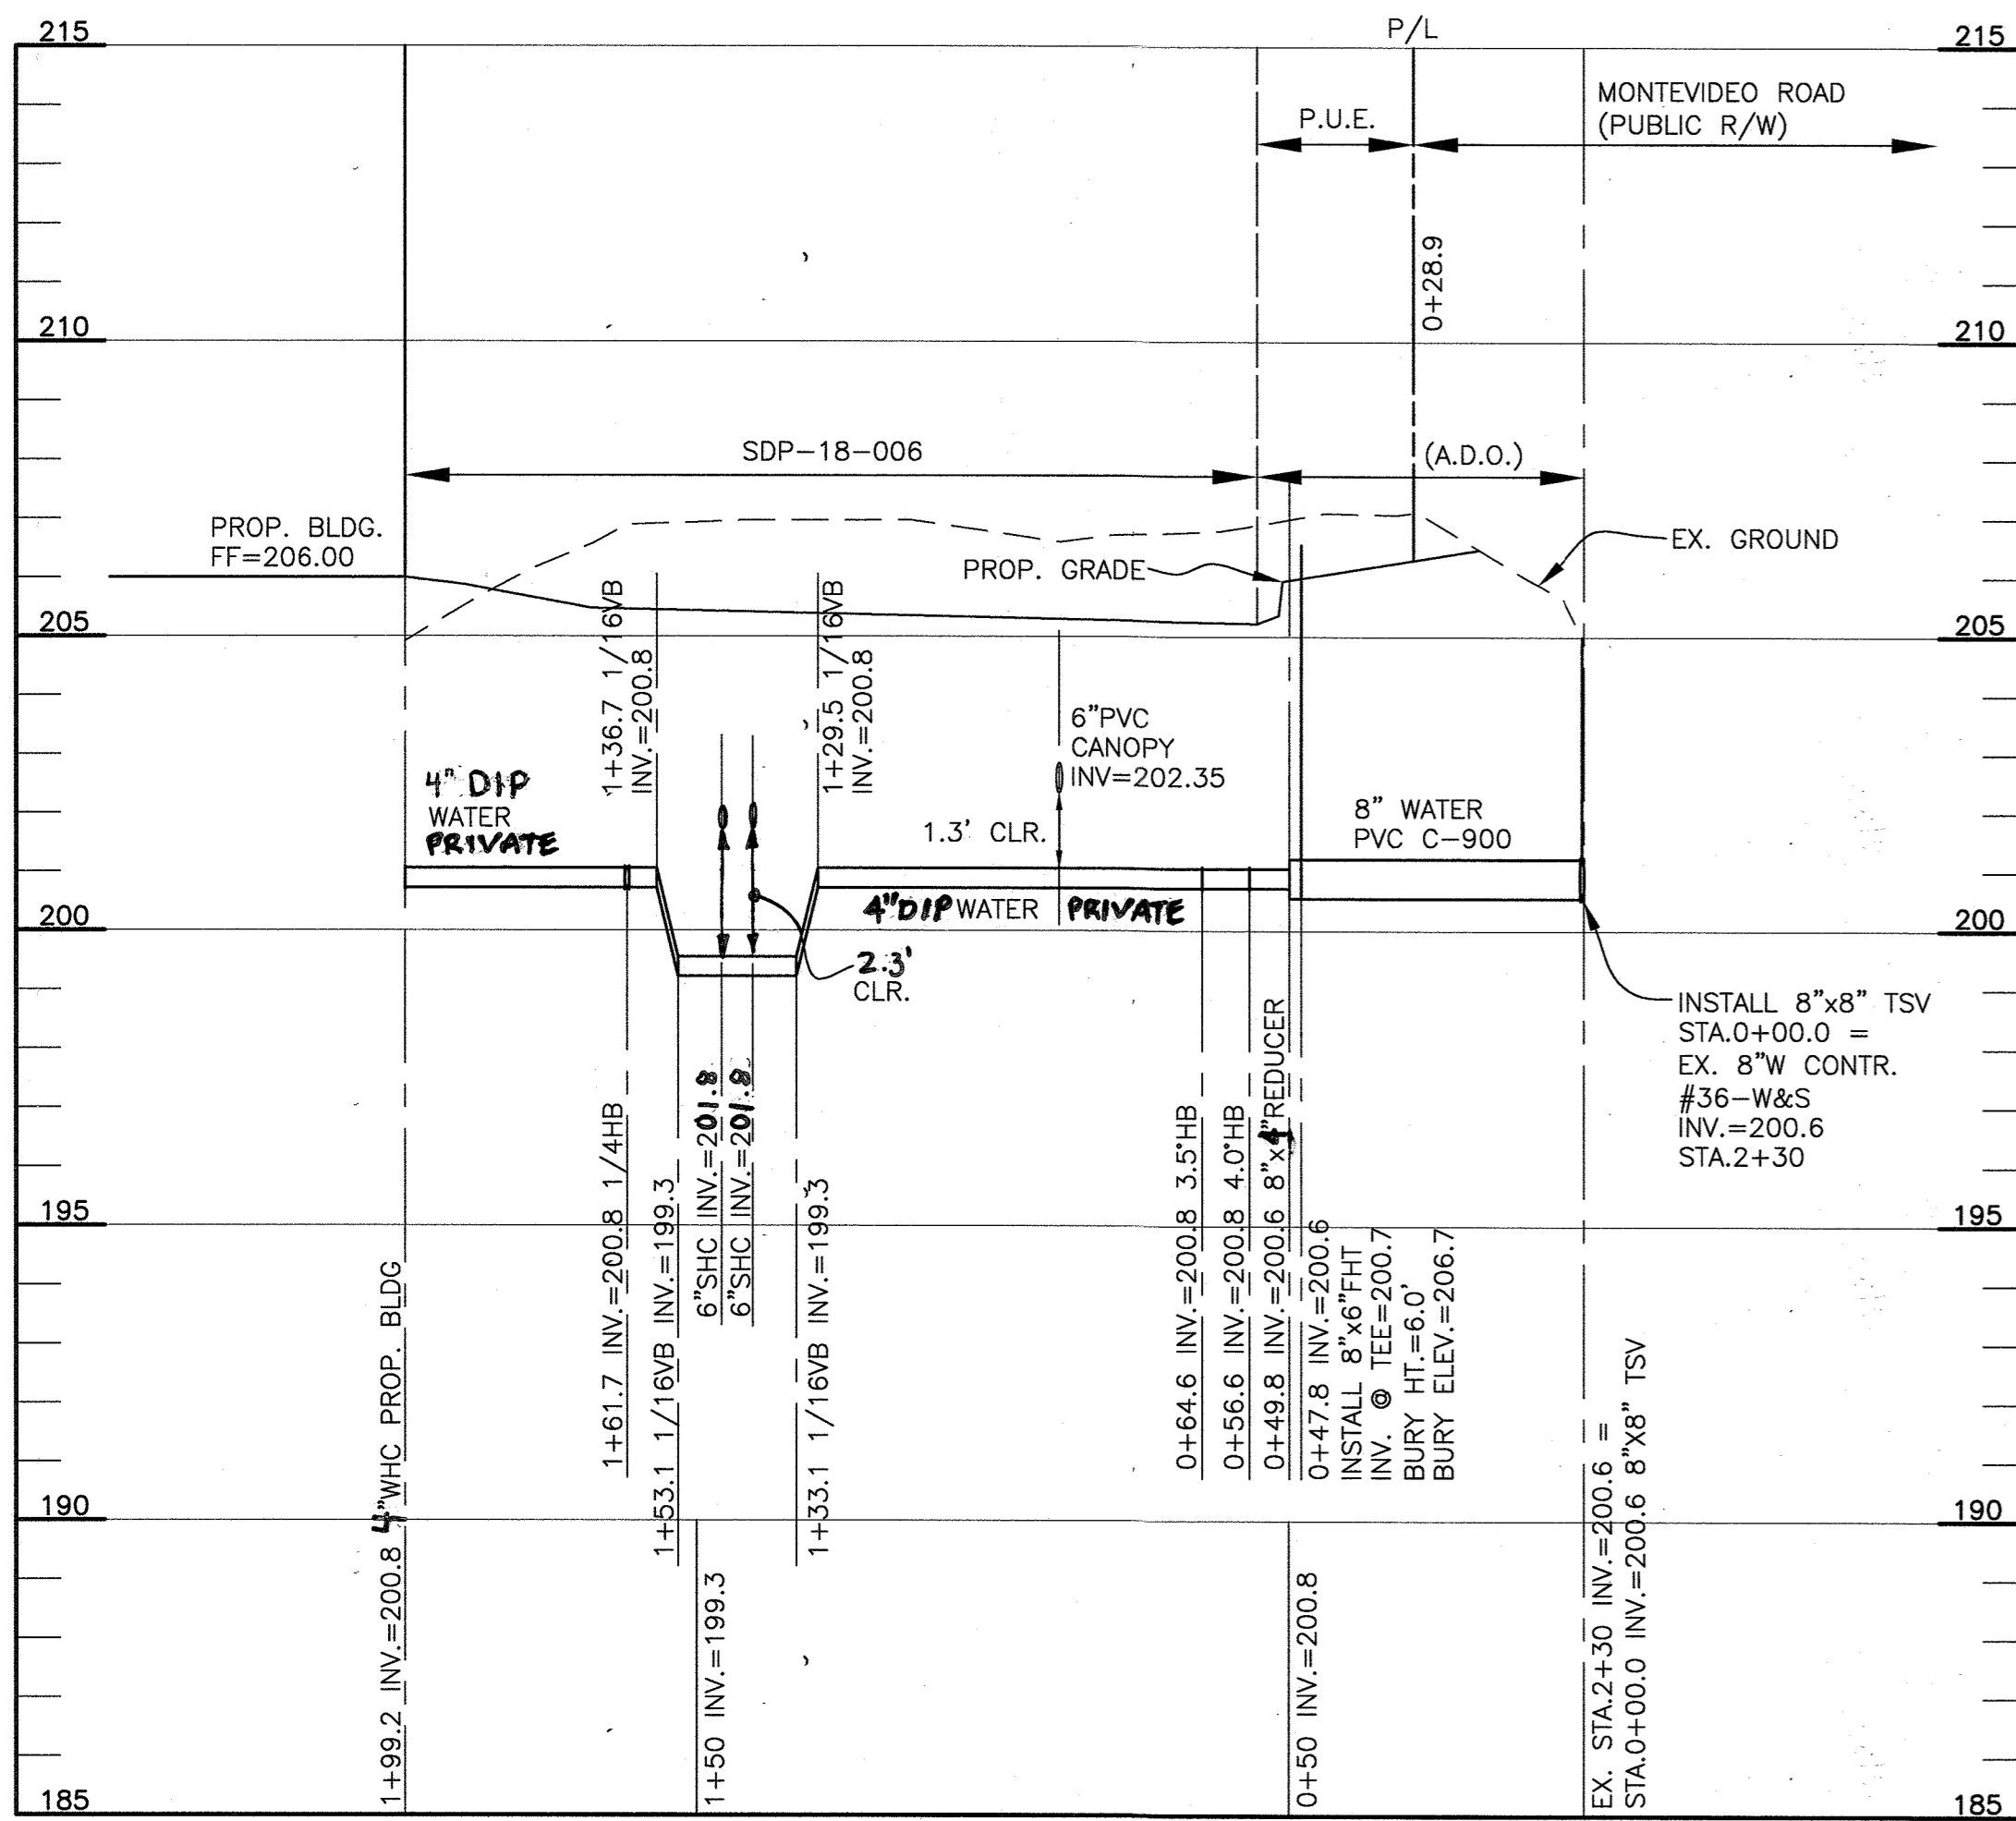 P/L
215
215
MONTEVIDEO ROAD
(PUBLIC R/W)
P.U.E.
0+28.9
210
210
SDP-18-006
(A.D.O.)
PROP. BLDG.
FF=206.00
EX. GROUND
PROP. GRADE
205
205
1+36.7 1/16VB
INV.=200.8
1+29.5 1/16VB
INV.=200.8
6"PVC
CANOPY
INV=202.35
4" DIP
WATER
PRIVATE
1.3' CLR.
8" WATER
PVC C-900
4"DIP WATER PRIVATE
200
200
2.3'
CLR.
INSTALL 8"x8" TSV
STA.0+00.0 =
EX. 8"W CONTR.
#36-W&S
INV.=200.6
STA.2+30
195
195
1+99.2 INV.=200.8 4"WHC PROP. BLDG
1+61.7 INV.=200.8 1/4HB
1+53.1 1/16VB INV.=199.3
6"SHC INV.=201.8
6"SHC INV.=201.8
1+33.1 1/16VB INV.=199.3
0+64.6 INV.=200.8 3.5°HB
0+56.6 INV.=200.8 4.0°HB
0+49.8 INV.=200.6 8"x4"REDUCER
0+47.8 INV.=200.6
INSTALL 8"x6"FHT
INV. @ TEE=200.7
BURY HT.=6.0'
BURY ELEV.=206.7
190
190
1+50 INV.=199.3
0+50 INV.=200.8
EX. STA.2+30 INV.=200.6 =
STA.0+00.0 INV.=200.6 8"X8" TSV
185
185